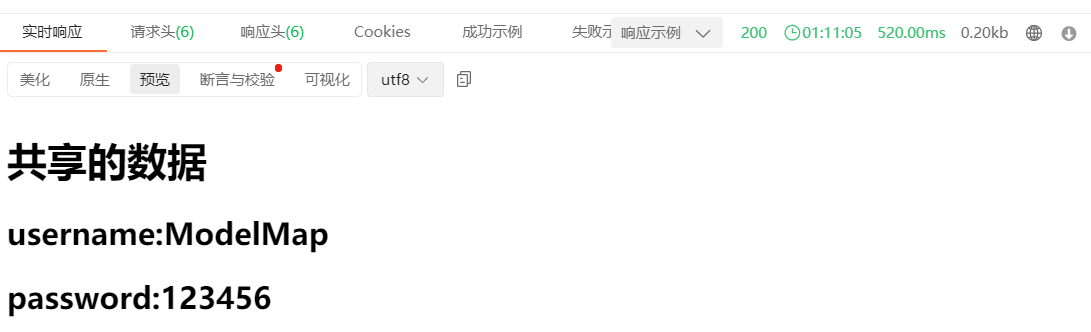 实时响应 请求头(6) 响应头(6) Cookies 成功示例 失败示 响应示例 200 01:11:05 520.00ms 0.20kb
美化 原生 预览 断言与校验 可视化 utf8
共享的数据
username:ModelMap
password:123456